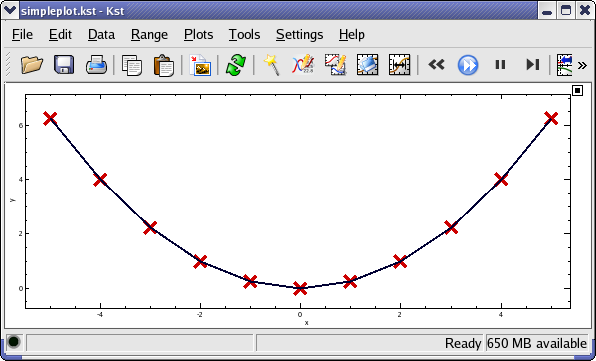 simpleplot.kst - Kst
File Edit Data Range Plots Tools Settings Help
6
4
2
0
y
-4 -2 0 2 4
x
Ready 650 MB available